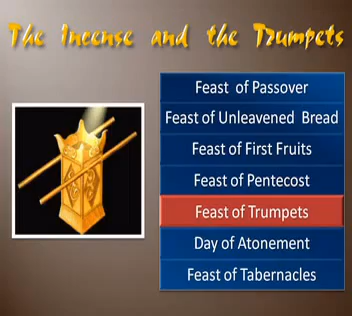 The Incense and the Trumpets
Feast of Passover
Feast of Unleavened Bread
Feast of First Fruits
Feast of Pentecost
Feast of Trumpets
Day of Atonement
Feast of Tabernacles